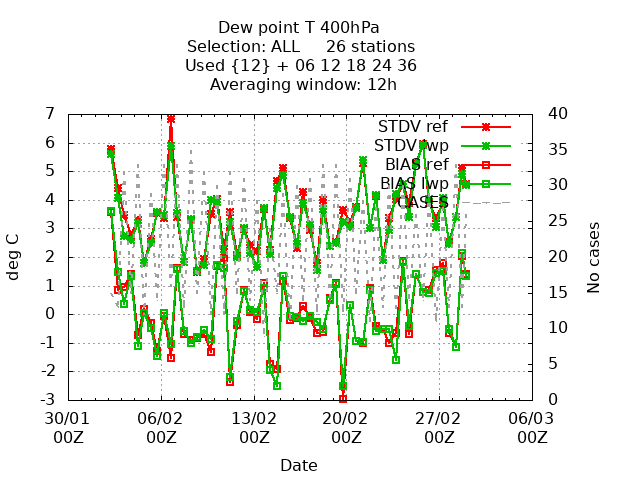 Dew point T 400hPa
Selection: ALL     26 stations
Used {12} + 06 12 18 24 36
Averaging window: 12h
7 40
STDV ref
6 35
STDV lwp
5 BIAS ref
30
4 BIAS lwp
CASES
25
3
2 20
1 15
0
10
-1
-2 5
-3 0
deg C
No cases
30/01 06/02 13/02 20/02 27/02 06/03
00Z 00Z 00Z 00Z 00Z 00Z
Date